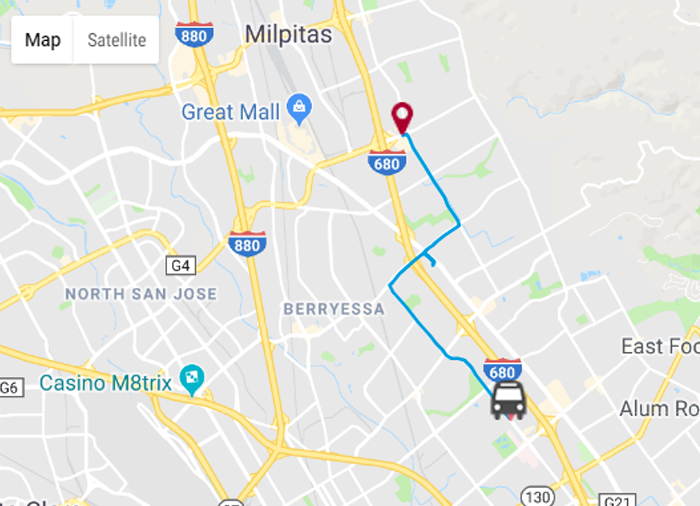 Map Satellite
880
Milpitas
Great Mall
680
880
G4
NORTH SAN JOSE
BERRYESSA
East Foo
680
G6
Casino M8trix
Alum Ro
130
G21